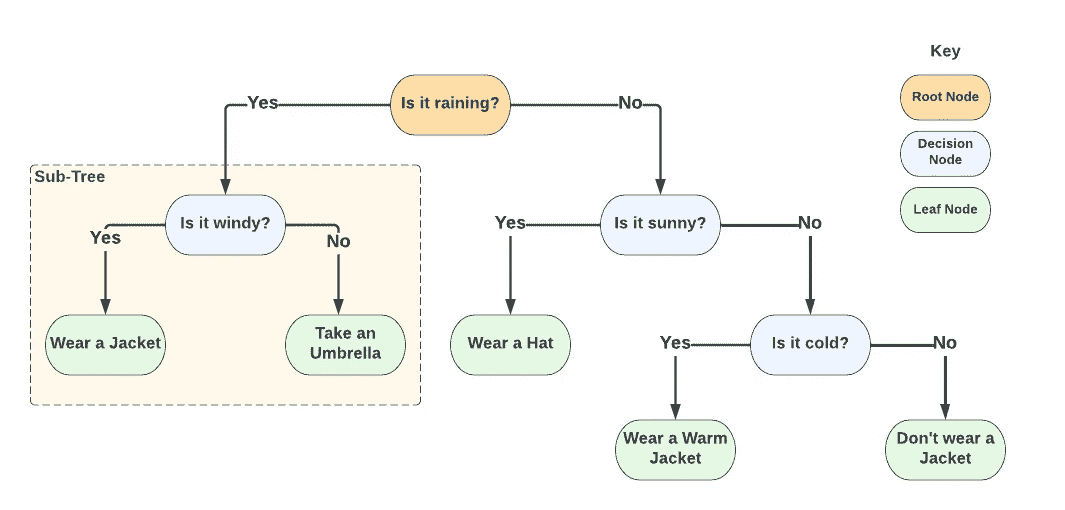 Key
Root Node
Decision
Node
Leaf Node
Is it raining?
Yes
No
Sub-Tree
Is it windy?
Yes
No
Wear a Jacket
Take an
Umbrella
Is it sunny?
Yes
No
Wear a Hat
Is it cold?
Yes
No
Wear a Warm
Jacket
Don't wear a
Jacket